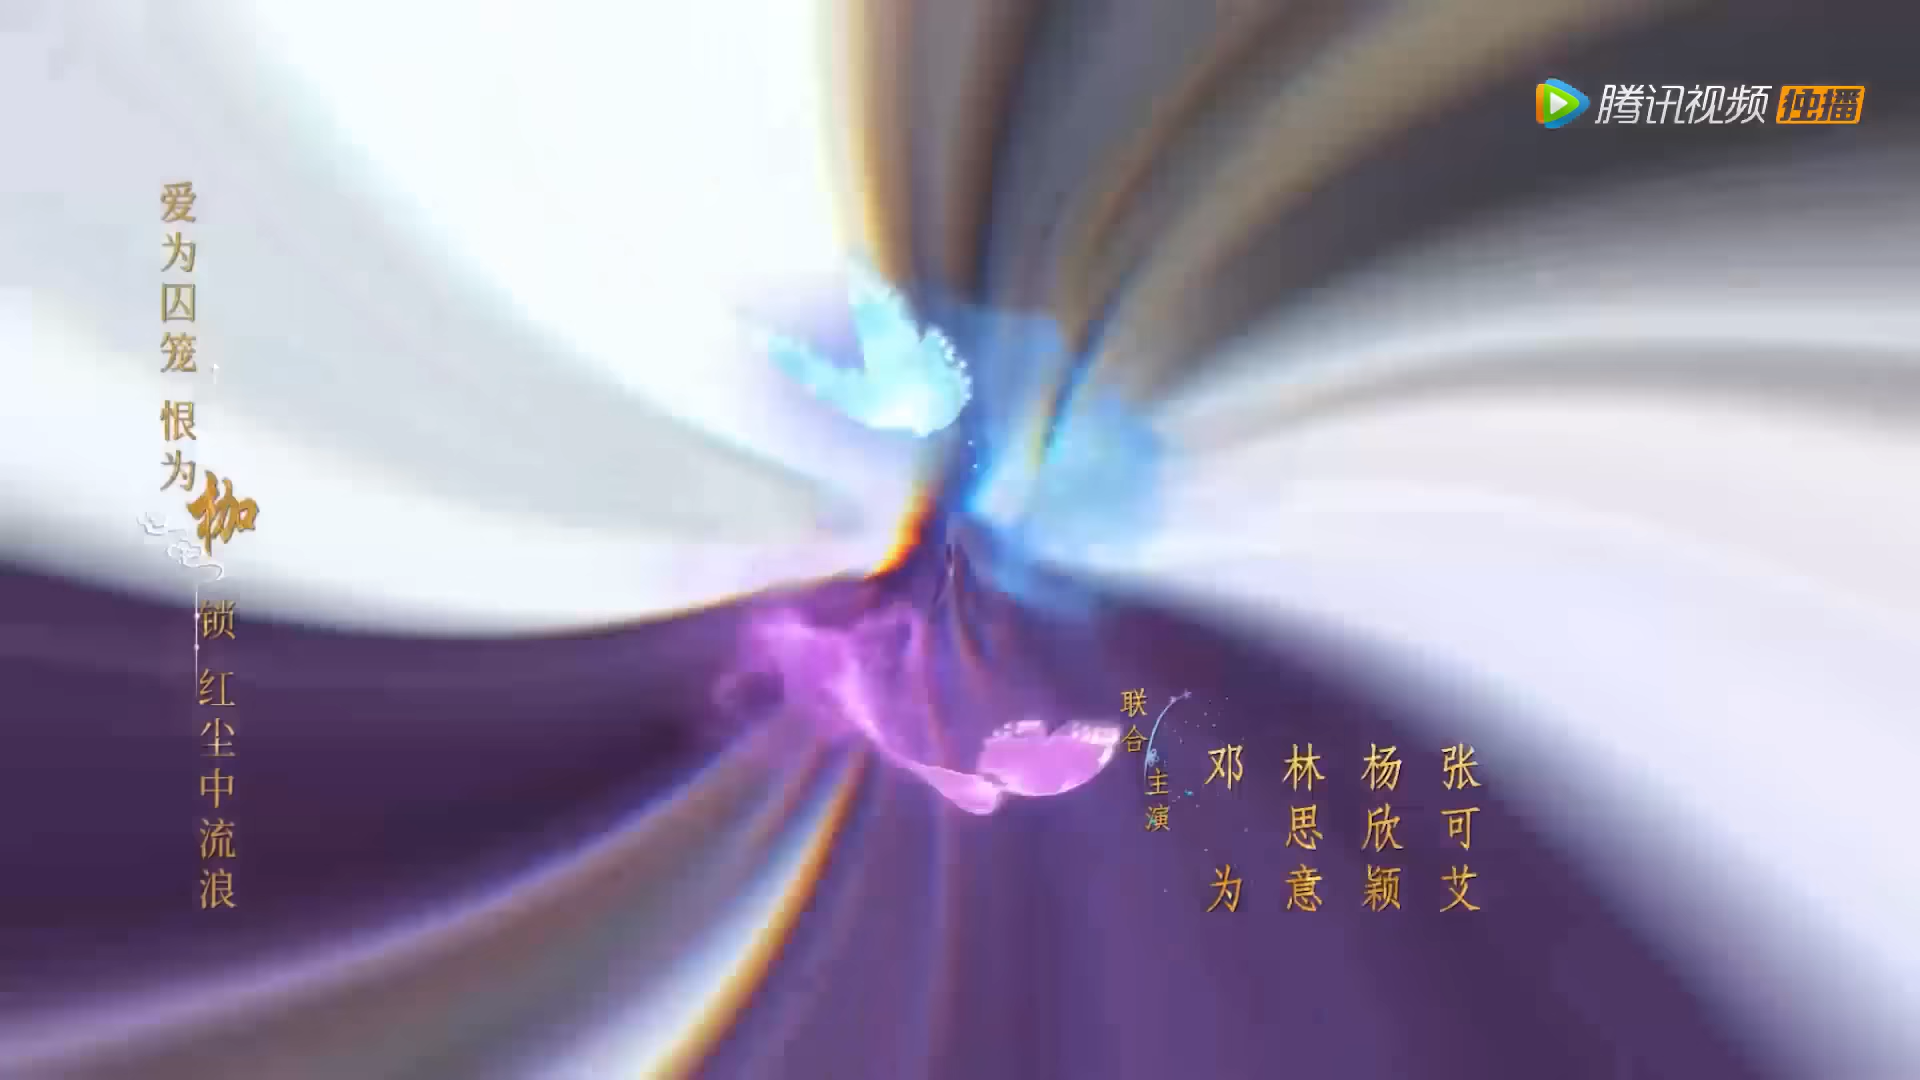 腾讯视频 独播
爱为囚笼 恨为枷
锁 红尘中流浪
联合
主演
张可艾
杨欣颖
林思意
邓为